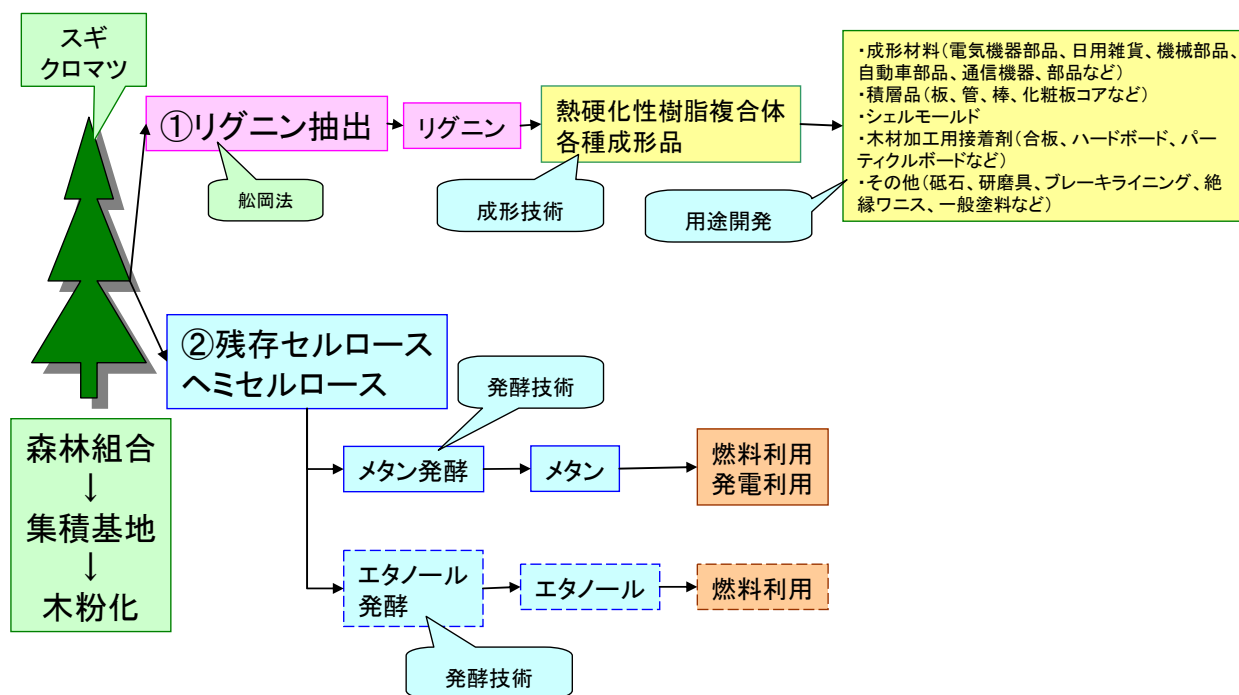 スギ
クロマツ
①リグニン抽出
リグニン
熱硬化性樹脂複合体
各種成形品
・成形材料(電気機器部品、日用雑貨、機械部品、
自動車部品、通信機器、部品など)
・積層品(板、管、棒、化粧板コアなど)
・シェルモールド
・木材加工用接着剤(合板、ハードボード、パー
ティクルボードなど)
・その他(砥石、研磨具、ブレーキライニング、絶
縁ワニス、一般塗料など)
舩岡法
成形技術
用途開発
②残存セルロース
ヘミセルロース
発酵技術
メタン発酵
メタン
燃料利用
発電利用
エタノール
発酵
エタノール
燃料利用
発酵技術
森林組合
↓
集積基地
↓
木粉化